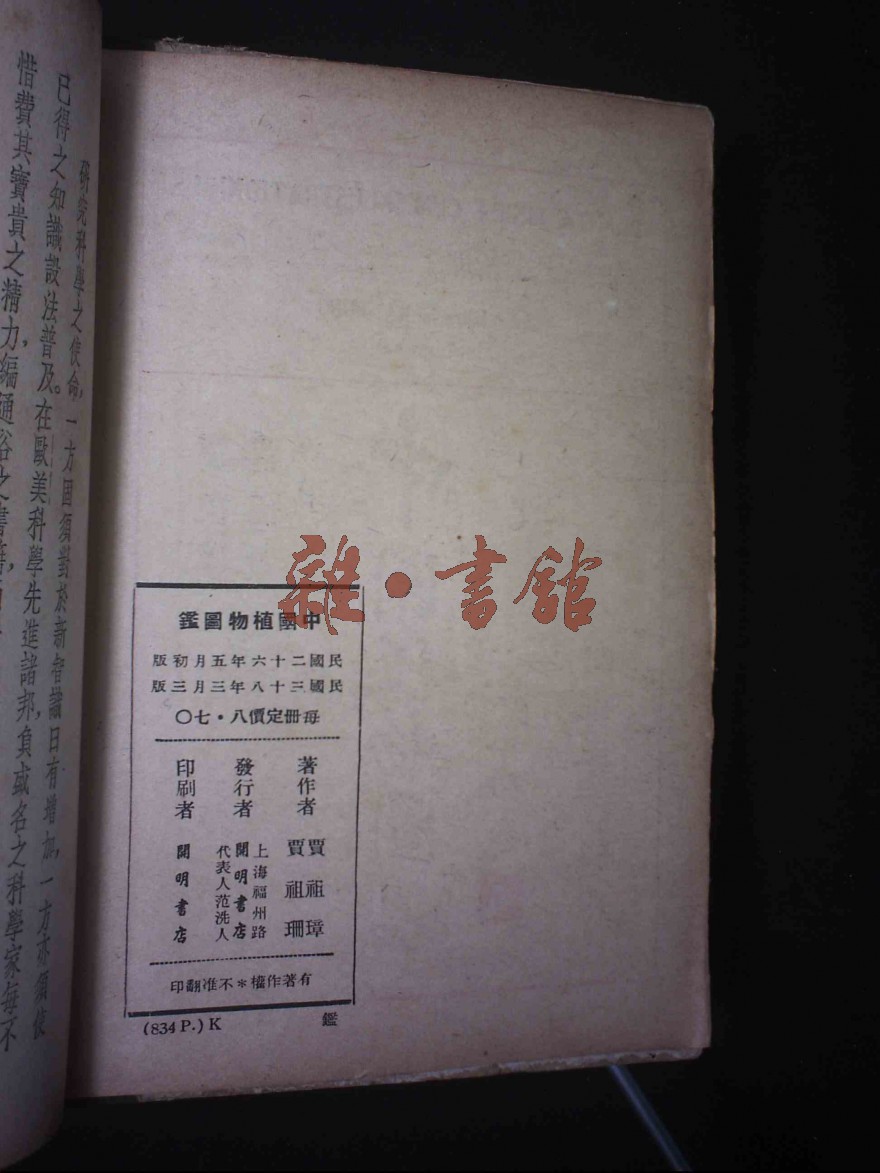 研究科學之使命，一方固須對於新智識日有增加，一方亦須使
已得之知識設法普及。在歐美科學先進諸邦，負盛名之科學家每不
惜費其寶貴之精力，編通俗之書籍，
雜·書館
中國植物圖鑑
民國二十六年五月初版
民國三十八年三月三版
每冊定價八·七〇
著作者 賈祖璋 賈祖珊
發行者 上海福州路 開明書店 代表人范洗人
印刷者 開明書店
有著作權＊不准翻印
(834 P.) K 鑑